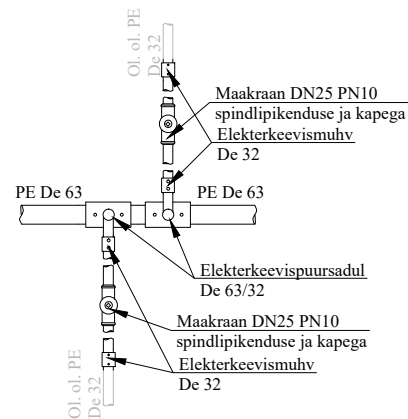 Ol. ol. PE
De 32
Maakraan DN25 PN10
spindlipikenduse ja kapega
Elekterkeevismuhv
De 32
PE De 63
PE De 63
Elekterkeevispuursadul
De 63/32
Maakraan DN25 PN10
spindlipikenduse ja kapega
Elekterkeevismuhv
De 32
Ol. ol. PE
De 32